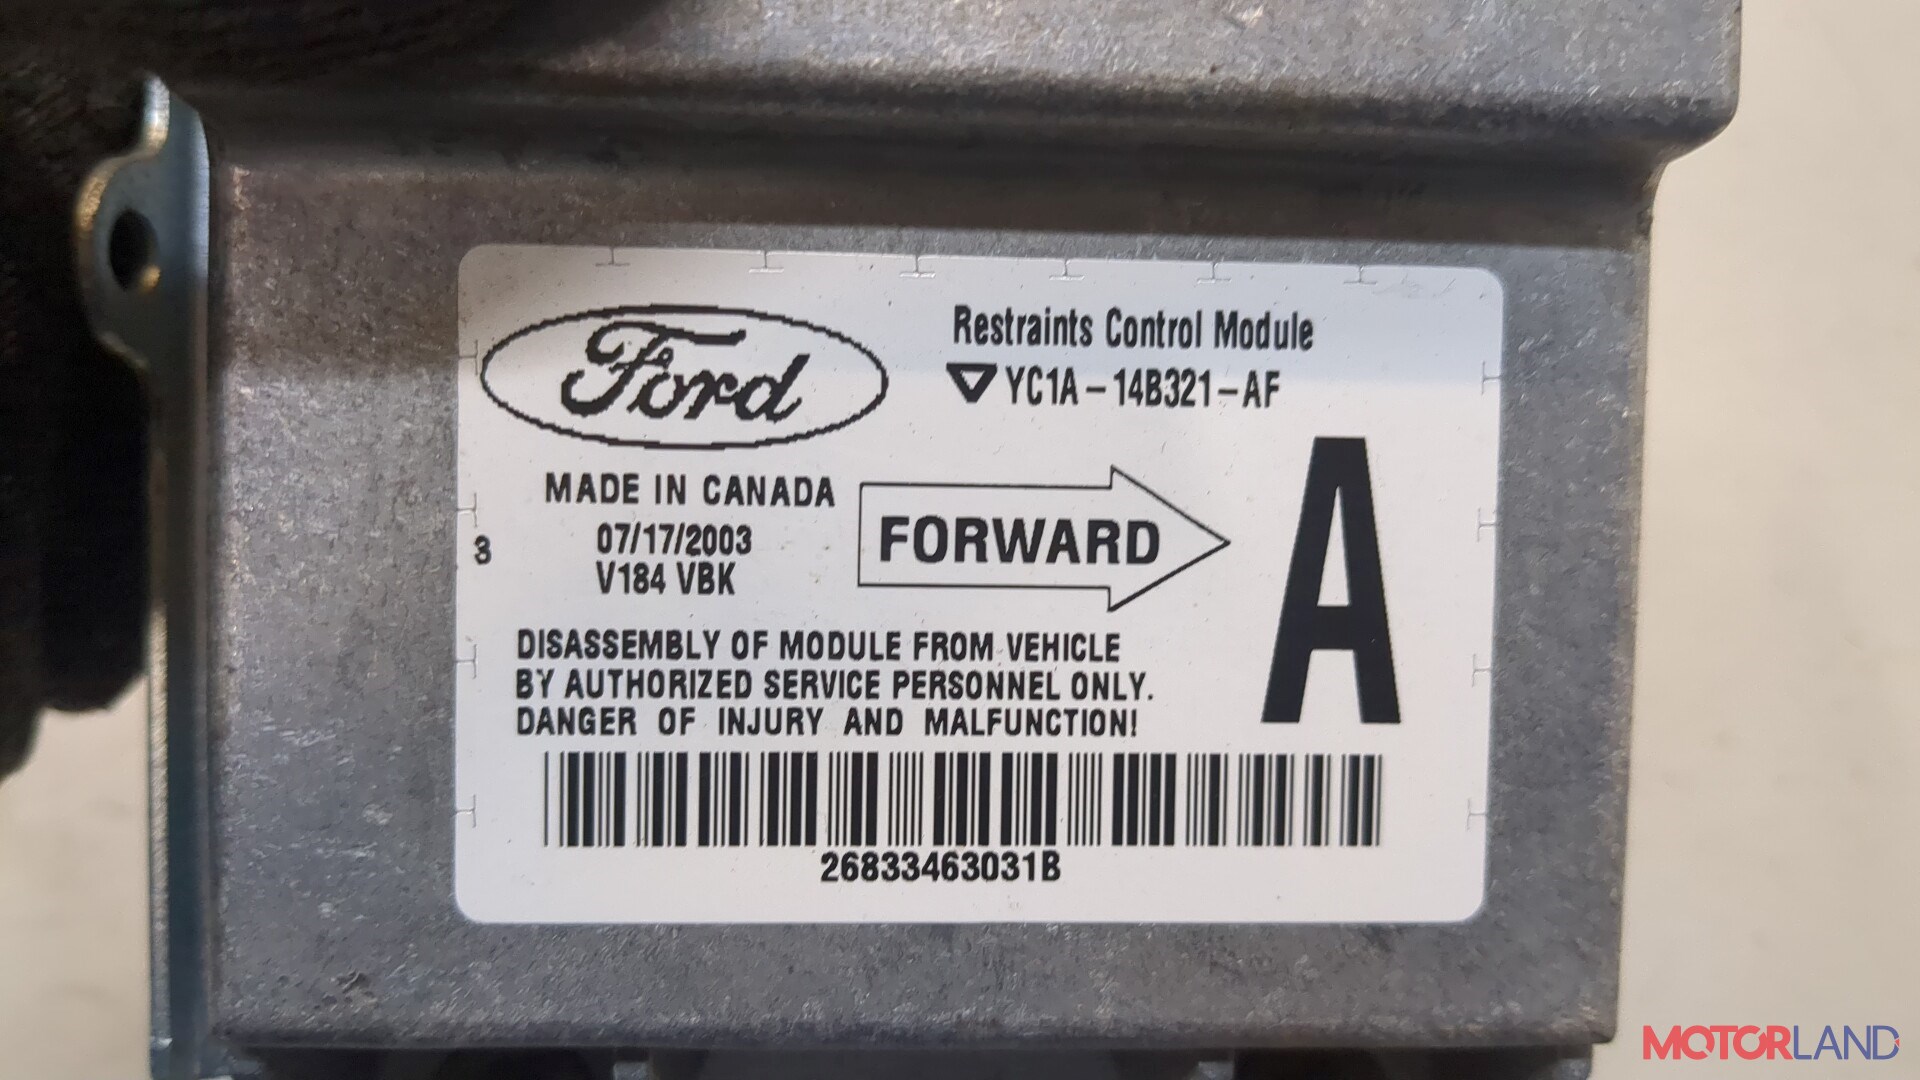 Ford
Restraints Control Module
YC1A-14B321-AF
MADE IN CANADA
07/17/2003
V184 VBK
3
FORWARD
A
DISASSEMBLY OF MODULE FROM VEHICLE
BY AUTHORIZED SERVICE PERSONNEL ONLY.
DANGER OF INJURY AND MALFUNCTION!
26833463031B
MOTORLAND